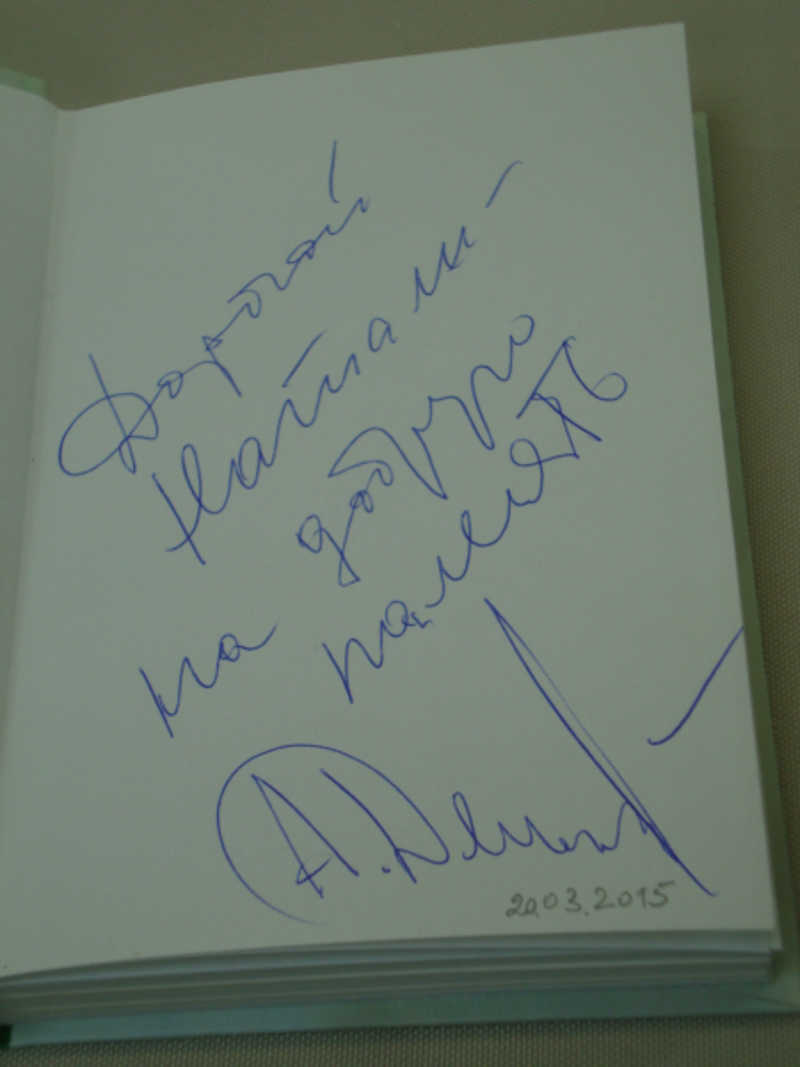 Дорогой
Наталии
на добрую
память
20.03.2015